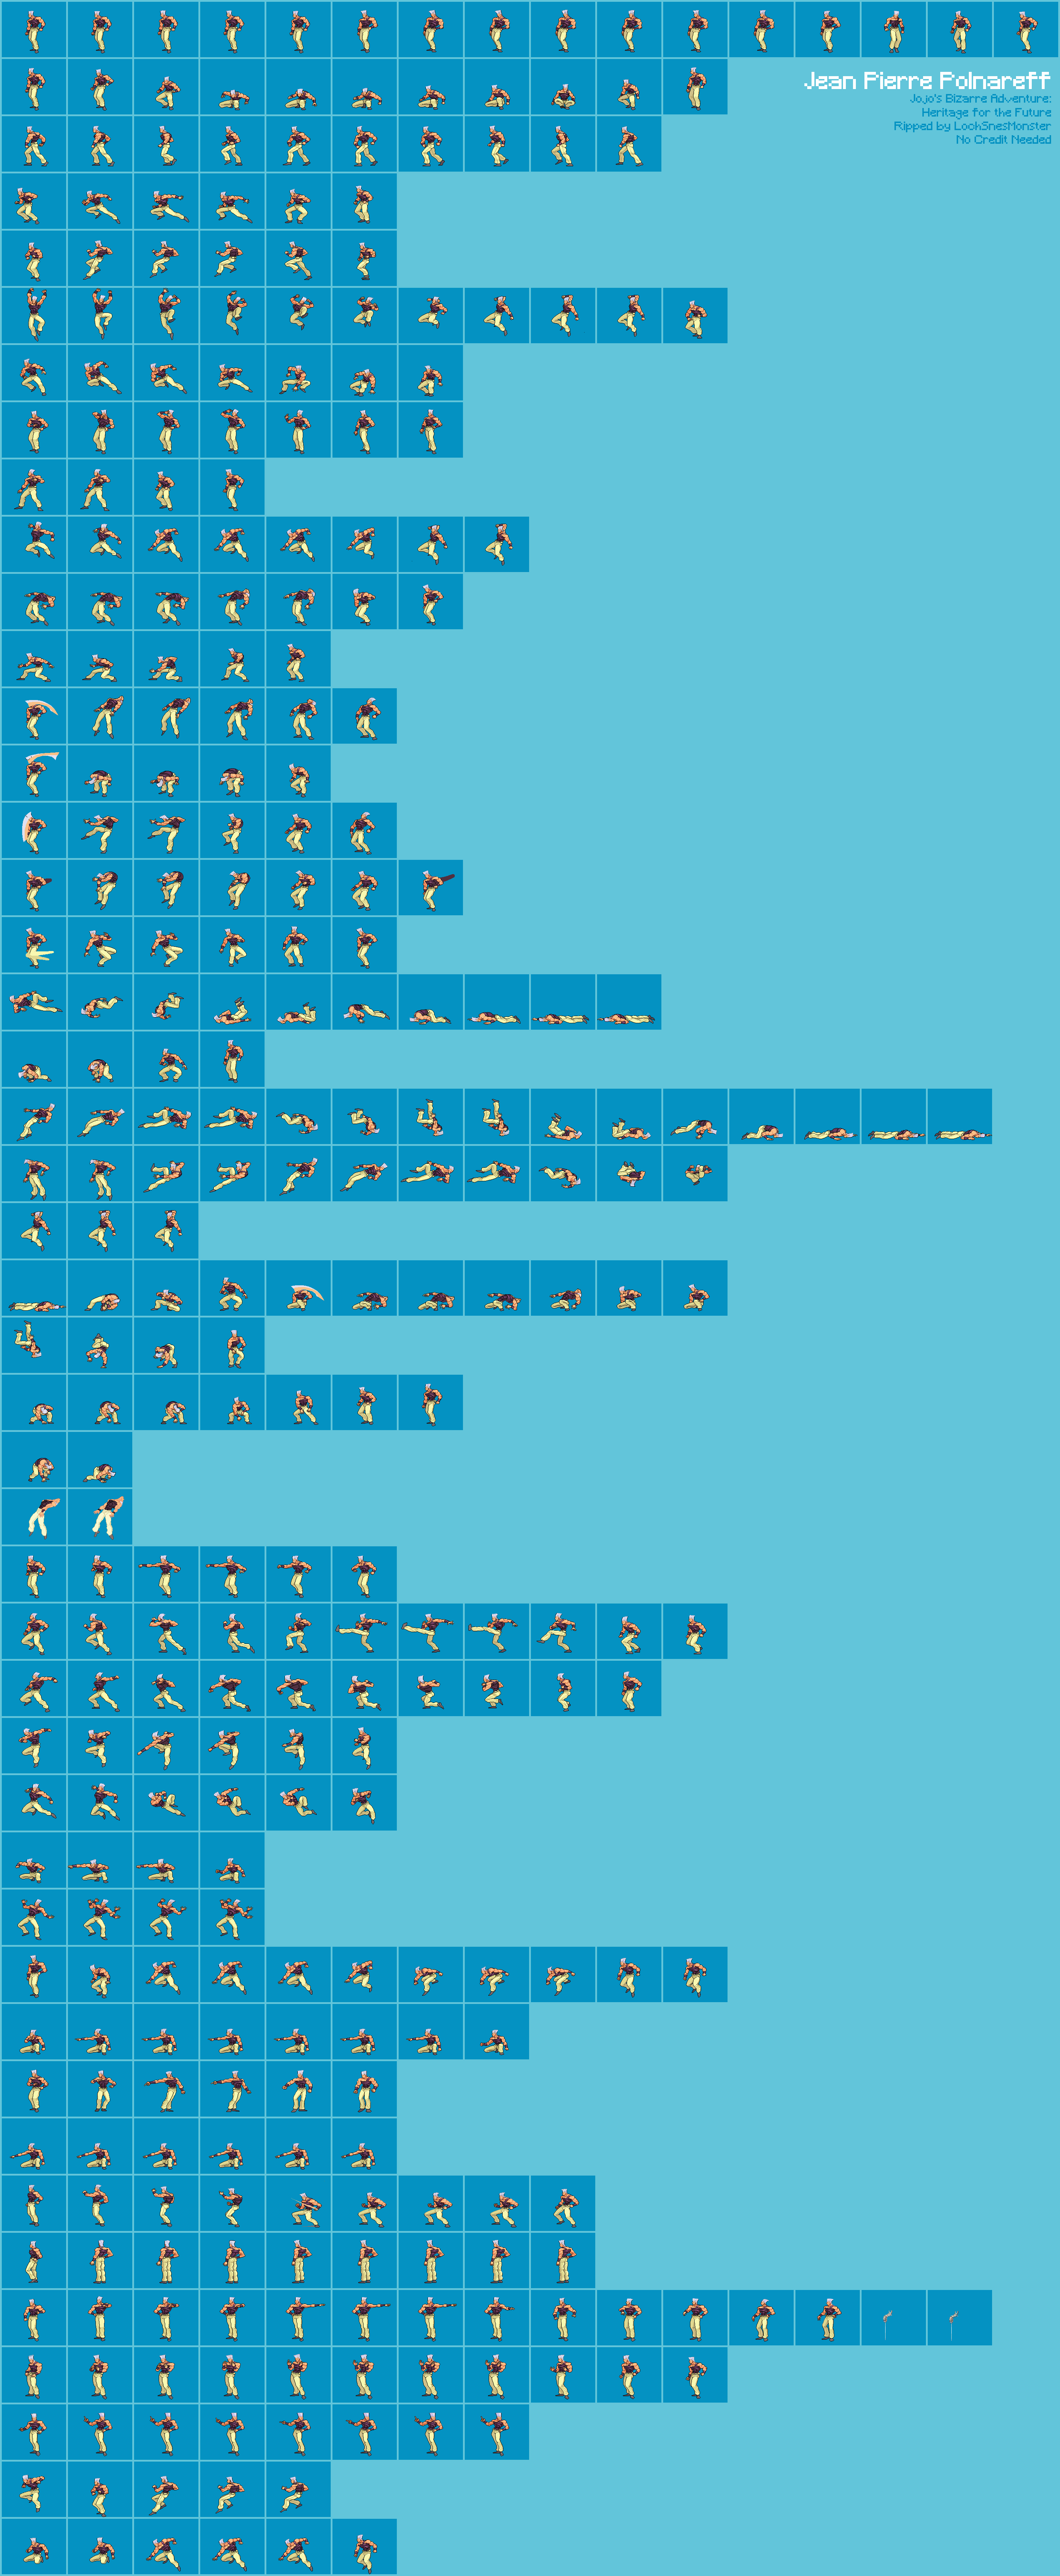 Jean Pierre Polnareff
Jojo's Bizarre Adventure:
Heritage for the Future
Ripped by LochSnesMonster
No Credit Needed